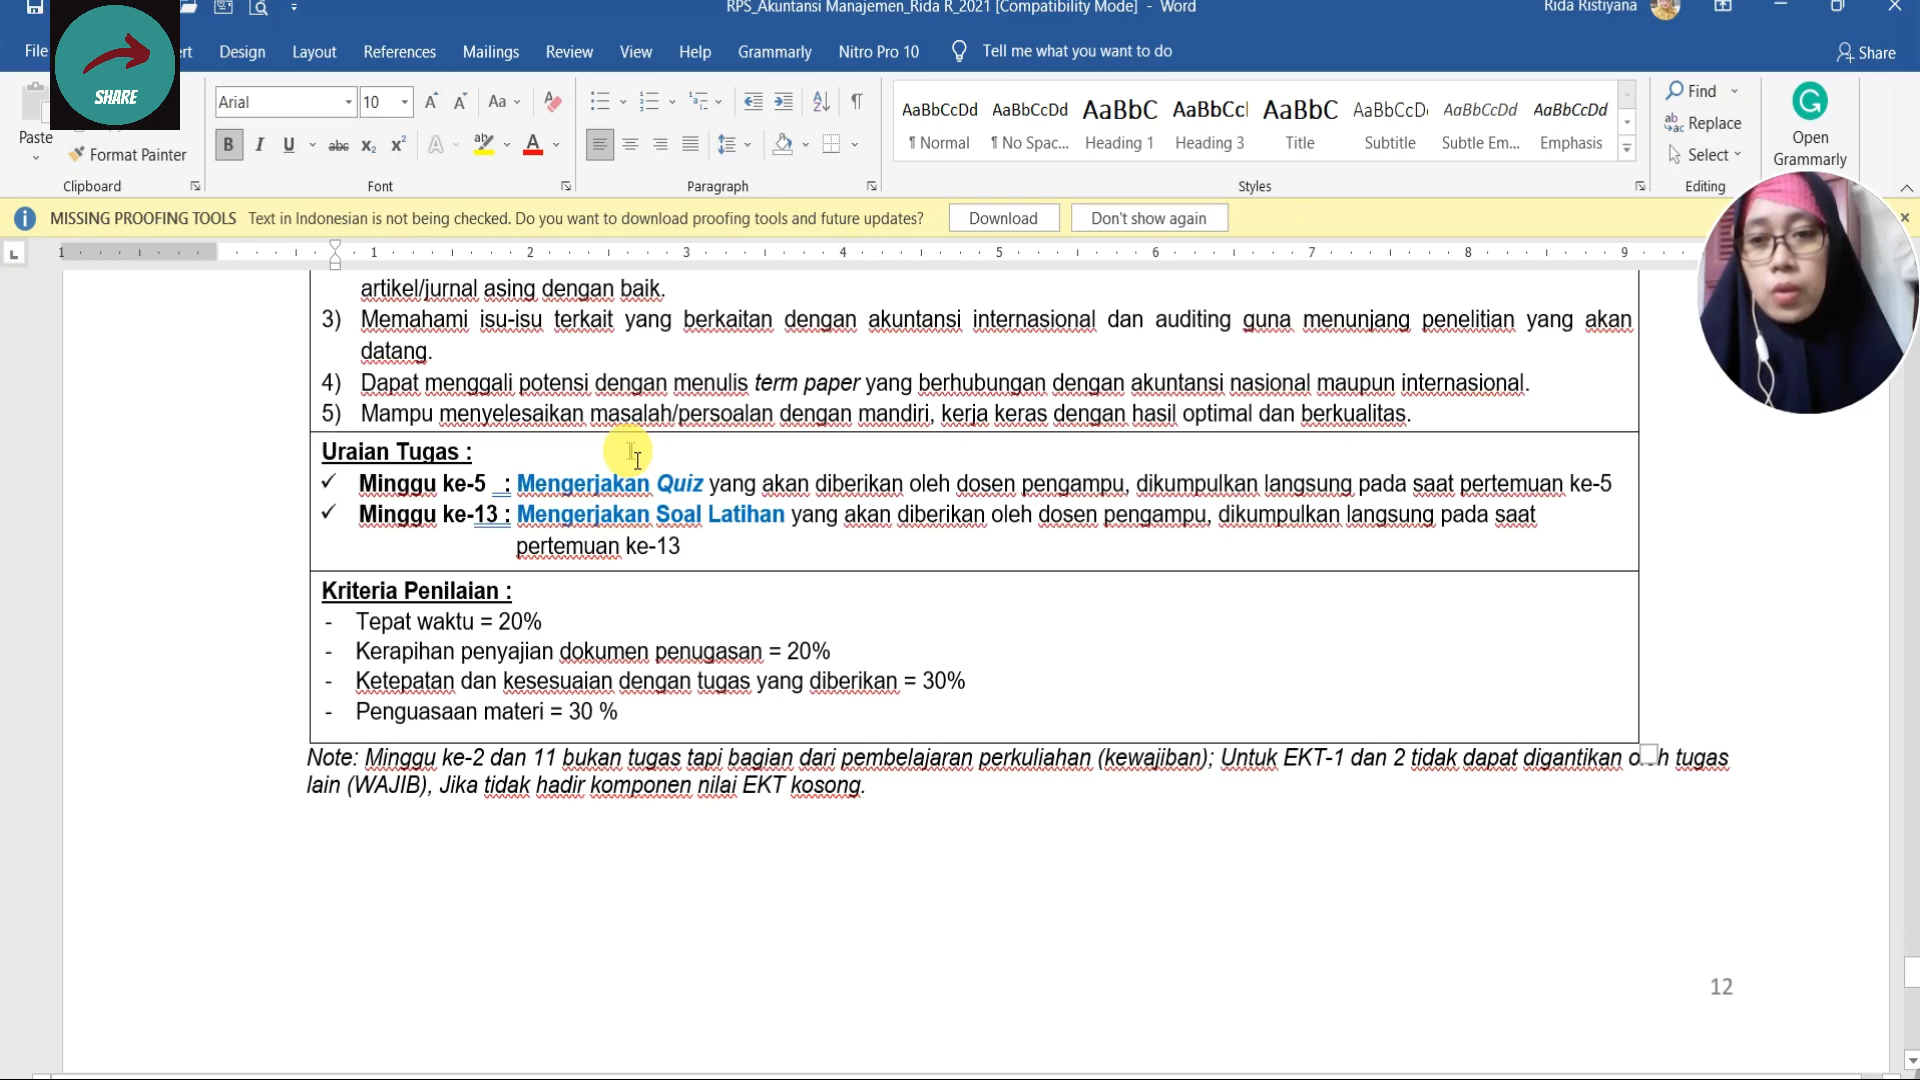 RPS_Akuntansi Manajemen_Rida R_2021 [Compatibility Mode] - Word
Rida Ristiyana
File
Design
Layout
References
Mailings
Review
View
Help
Grammarly
Nitro Pro 10
Tell me what you want to do
Share
SHARE
Paste
Format Painter
Clipboard
Arial
10
Font
Paragraph
AaBbCcDd
¶ Normal
AaBbCcDd
¶ No Spac...
AaBbC
Heading 1
AaBbCcl
Heading 3
AaBbC
Title
AaBbCcD
Subtitle
AaBbCcDd
Subtle Em...
AaBbCcDd
Emphasis
Styles
Find
Replace
Select
Editing
Open
Grammarly
MISSING PROOFING TOOLS Text in Indonesian is not being checked. Do you want to download proofing tools and future updates?
Download
Don't show again
1 1 2 3 4 5 6 7 8 9
artikel/jurnal asing dengan baik.
3) Memahami isu-isu terkait yang berkaitan dengan akuntansi internasional dan auditing guna menunjang penelitian yang akan
datang.
4) Dapat menggali potensi dengan menulis term paper yang berhubungan dengan akuntansi nasional maupun internasional.
5) Mampu menyelesaikan masalah/persoalan dengan mandiri, kerja keras dengan hasil optimal dan berkualitas.
Uraian Tugas :
✓ Minggu ke-5 : Mengerjakan Quiz yang akan diberikan oleh dosen pengampu, dikumpulkan langsung pada saat pertemuan ke-5
✓ Minggu ke-13 : Mengerjakan Soal Latihan yang akan diberikan oleh dosen pengampu, dikumpulkan langsung pada saat
pertemuan ke-13
Kriteria Penilaian :
- Tepat waktu = 20%
- Kerapihan penyajian dokumen penugasan = 20%
- Ketepatan dan kesesuaian dengan tugas yang diberikan = 30%
- Penguasaan materi = 30 %
Note: Minggu ke-2 dan 11 bukan tugas tapi bagian dari pembelajaran perkuliahan (kewajiban); Untuk EKT-1 dan 2 tidak dapat digantikan oleh tugas
lain (WAJIB), Jika tidak hadir komponen nilai EKT kosong.
12